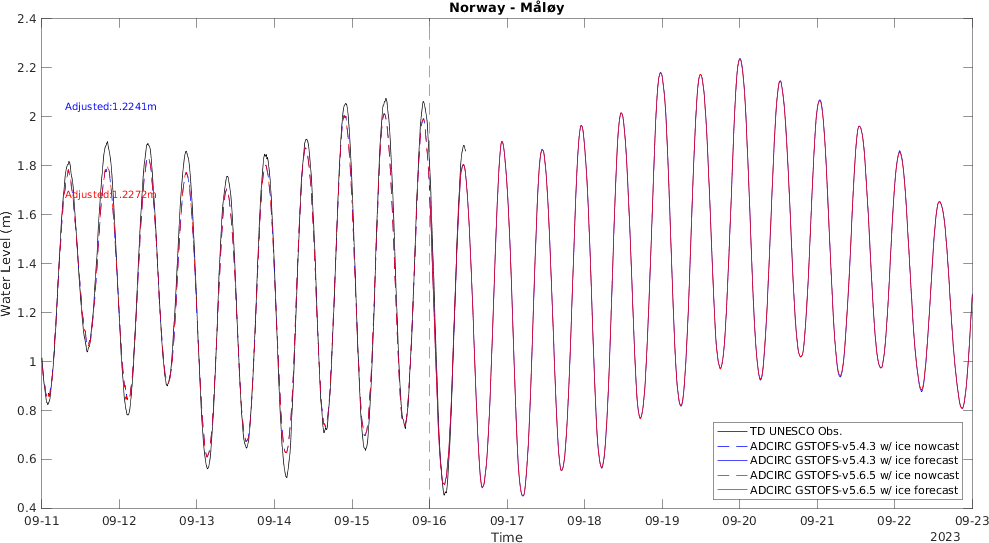 Norway - Måløy
2.4
2.2
2
1.8
1.6
1.4
1.2
1
0.8
0.6
0.4
Water Level (m)
Adjusted:1.2241m
Adjusted:1.2272m
TD UNESCO Obs.
ADCIRC GSTOFS-v5.4.3 w/ ice nowcast
ADCIRC GSTOFS-v5.4.3 w/ ice forecast
ADCIRC GSTOFS-v5.6.5 w/ ice nowcast
ADCIRC GSTOFS-v5.6.5 w/ ice forecast
09-11 09-12 09-13 09-14 09-15 09-16 09-17 09-18 09-19 09-20 09-21 09-22 09-23
Time
2023